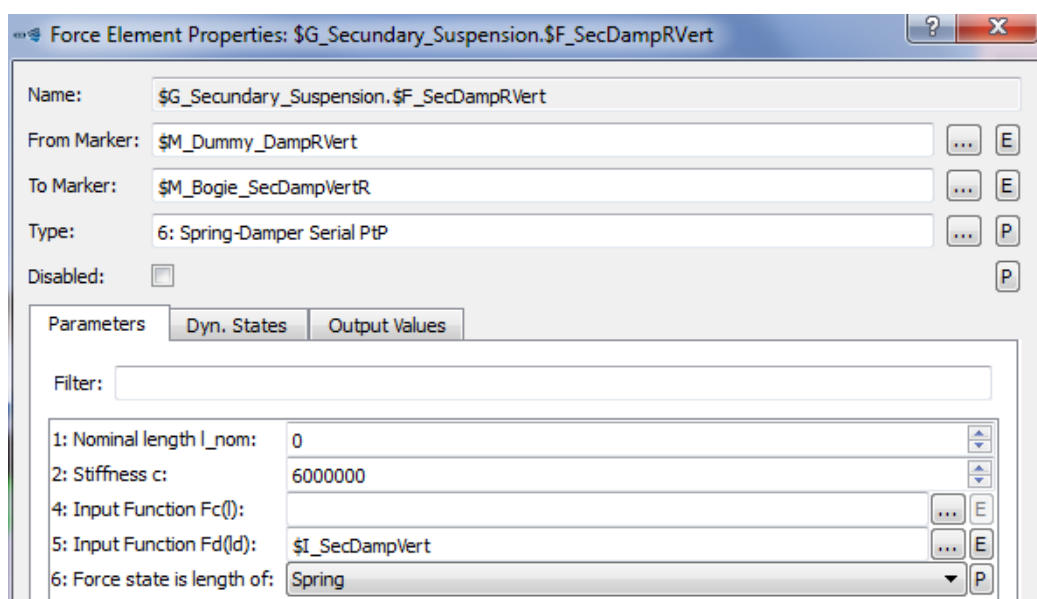 Force Element Properties: $G_Secundary_Suspension.$F_SecDampRVert ? X
Name: $G_Secundary_Suspension.$F_SecDampRVert
From Marker: $M_Dummy_DampRVert ... E
To Marker: $M_Bogie_SecDampVertR ... E
Type: 6: Spring-Damper Serial PtP ... P
Disabled: P
Parameters Dyn. States Output Values
Filter:
1: Nominal length l_nom: 0
2: Stiffness c: 6000000
4: Input Function Fc(l): ... E
5: Input Function Fd(ld): $I_SecDampVert ... E
6: Force state is length of: Spring P